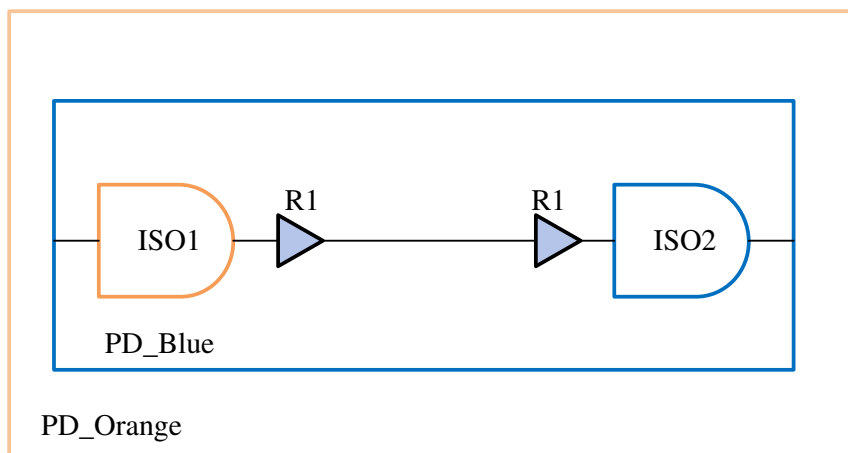 R1
R1
ISO1
ISO2
PD_Blue
PD_Orange